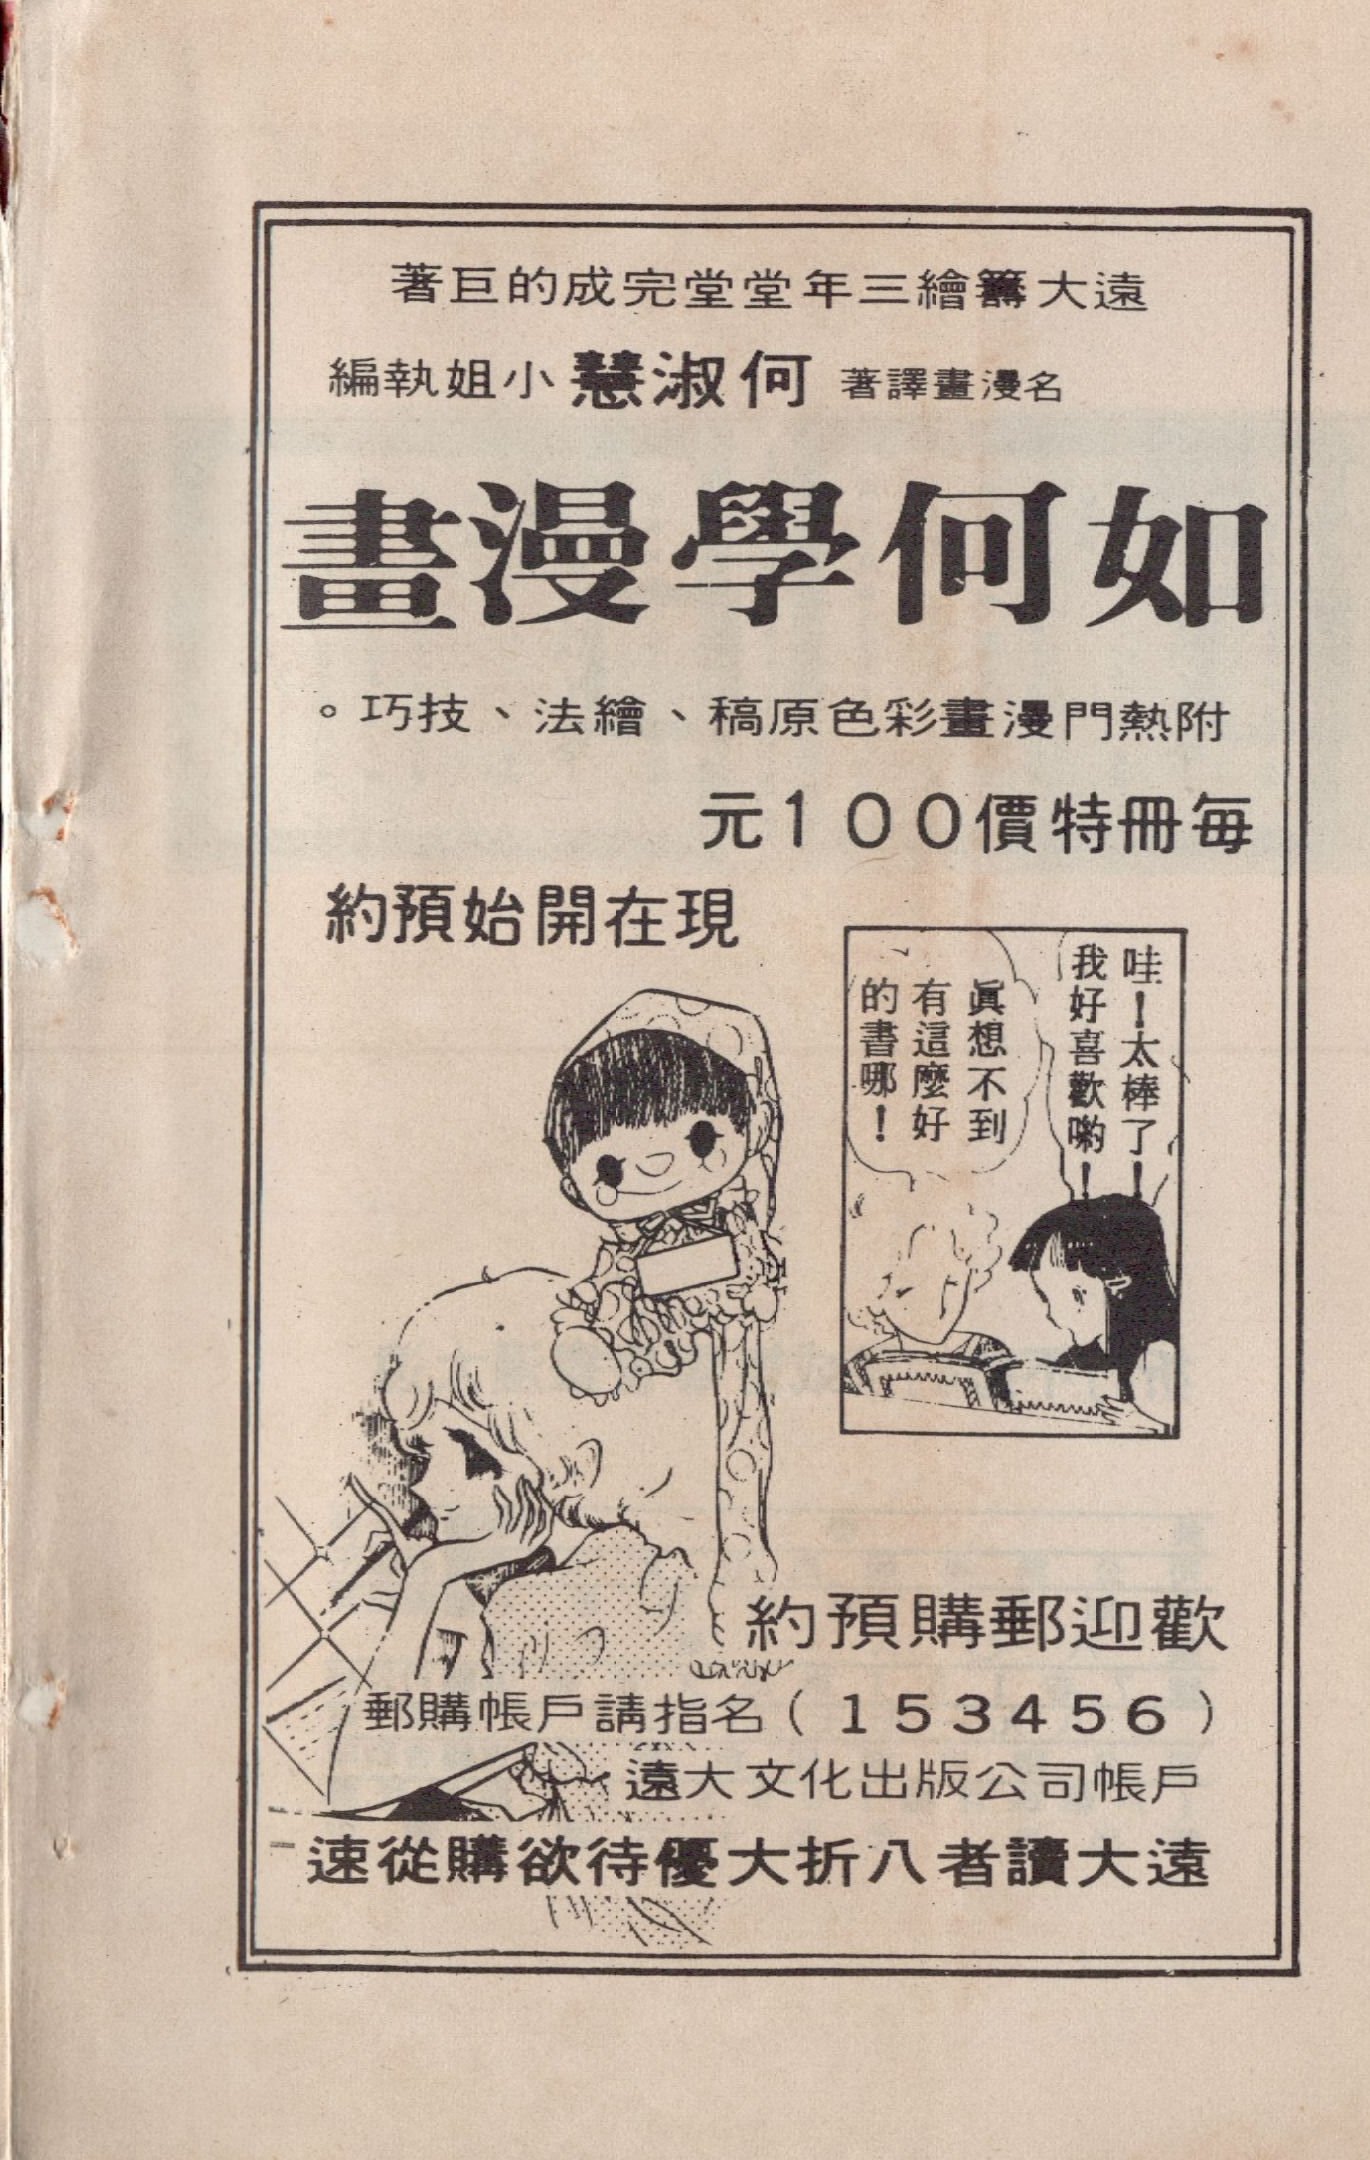 遠大籌繪三年堂堂完成的巨著
名漫畫譯著 何淑慧小姐執編
如何學漫畫
附熱門漫畫彩色原稿、繪法、技巧。
每冊特價100元
現在開始預約
哇！太棒了！
我好喜歡喲！
眞想不到
有這麼好
的書哪！
歡迎郵購預約
郵購帳戶請指名（153456）
遠大文化出版公司帳戶
遠大讀者八折大優待欲購從速